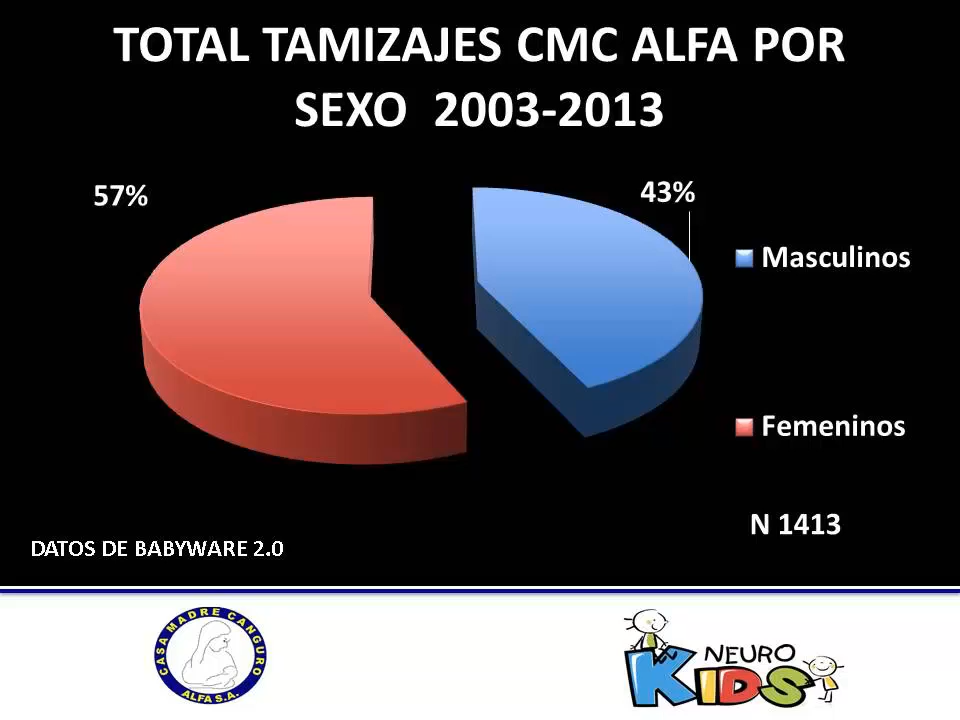 TOTAL TAMIZAJES CMC ALFA POR
SEXO 2003-2013
57%
43%
Masculinos
Femeninos
N 1413
DATOS DE BABYWARE 2.0
CASA MADRE CANGURO
ALFA S.A.
NEURO
KIDS